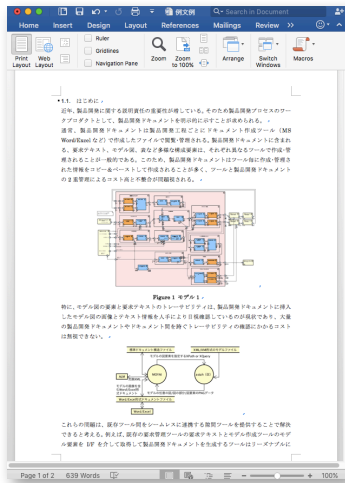 例文例
Search in Document
Home Insert Design Layout References Mailings Review >>
Print Layout
Web Layout
Ruler
Gridlines
Navigation Pane
Zoom
Zoom to 100%
Arrange
Switch Windows
Macros
1.1. はじめに
近年、製品開発に関する説明責任の重要性が増している。そのため製品開発プロセスのワー
クプロダクトとして、製品開発ドキュメントを明示的に示すことが求められる。
通常、製品開発ドキュメントは製品開発工程ごとにドキュメント作成ツール（MS
Word/Excel など）で作成したファイルで閲覧・管理される。製品開発ドキュメントに含まれ
る、要求テキスト、モデル図、表など多様な構成要素は、それぞれ異なるツールで作成・管
理されることが一般的である。このため、製品開発ドキュメントはツール毎に作成・管理さ
れた情報をコピー&ペーストして作成されることが多く、ツールと製品開発ドキュメント
の2重管理によるコスト高と不整合が問題視される。
Figure 1 モデル1
特に、モデル図の要素と要求テキストのトレーサビリティは、製品開発ドキュメントに挿入
したモデル図の画像とテキスト情報を人手により目視確認しているのが現状であり、大量
の製品開発ドキュメントやドキュメント間を跨ぐトレーサビリティの確認にかかるコスト
は無視できない。
Word/Excel
これらの問題は、既存ツール間をシームレスに連携する開閉ツールを提供することで解決
できると考える。例えば、既存の要求管理ツールの要求テキストとモデル作成ツールのモデ
ル要素を I/F を介して取得して製品開発ドキュメントを生成するツールはリーズナブルに
Page 1 of 2 639 Words 100%